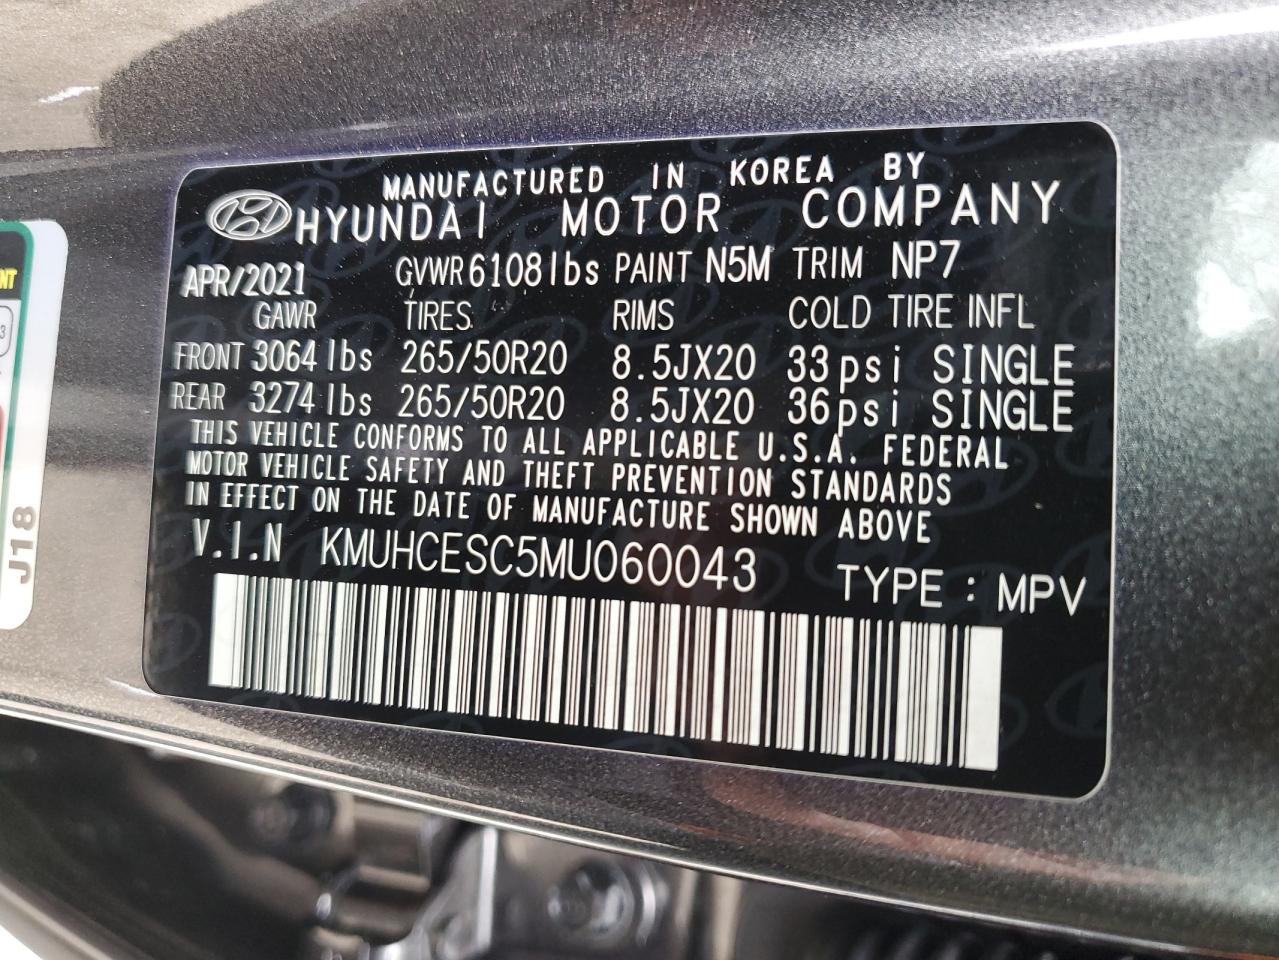 MANUFACTURED IN KOREA BY
HYUNDAI MOTOR COMPANY
APR/2021 GVWR 6108lbs PAINT N5M TRIM NP7
GAWR TIRES RIMS COLD TIRE INFL
FRONT 3064lbs 265/50R20 8.5JX20 33psi SINGLE
REAR 3274lbs 265/50R20 8.5JX20 36psi SINGLE
THIS VEHICLE CONFORMS TO ALL APPLICABLE U.S.A. FEDERAL
MOTOR VEHICLE SAFETY AND THEFT PREVENTION STANDARDS
IN EFFECT ON THE DATE OF MANUFACTURE SHOWN ABOVE
V.I.N KMUHCESC5MU060043 TYPE : MPV
J18